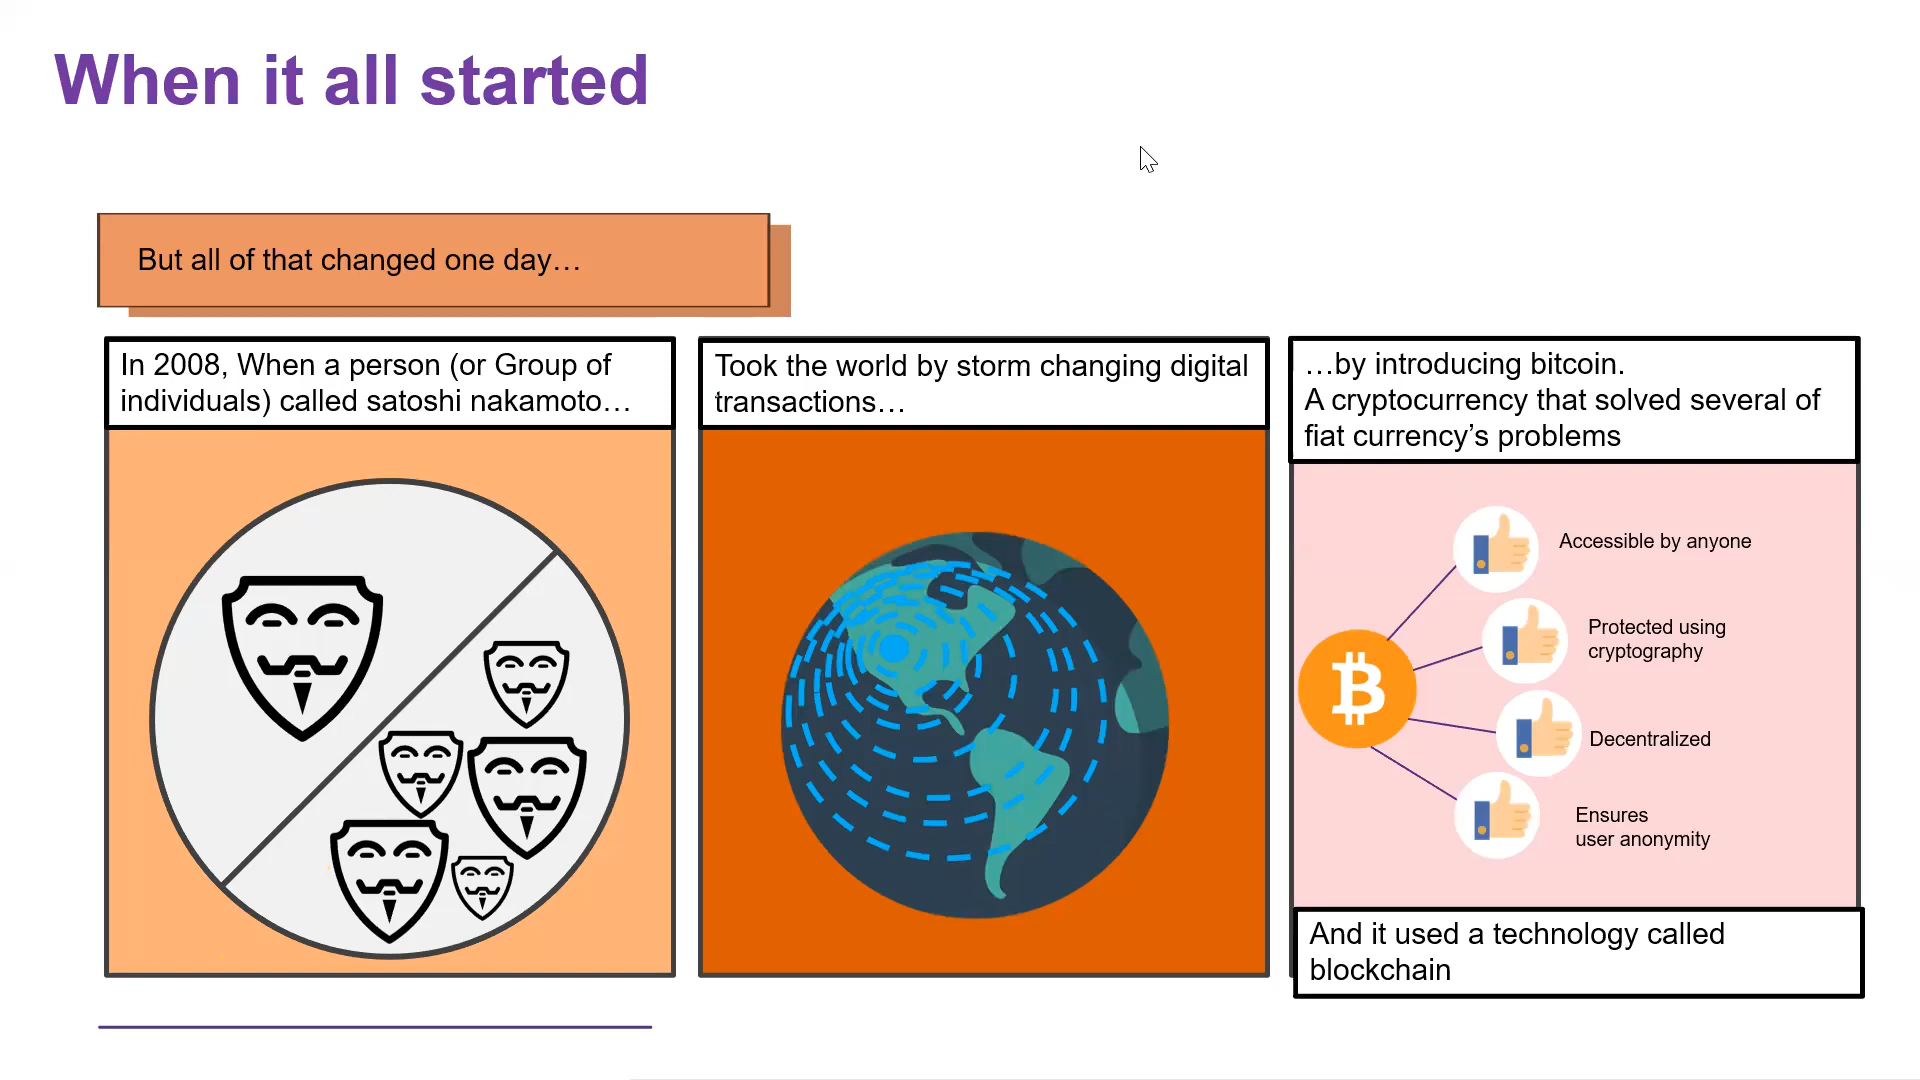 When it all started
But all of that changed one day…
In 2008, When a person (or Group of
individuals) called satoshi nakamoto…
Took the world by storm changing digital
transactions…
…by introducing bitcoin.
A cryptocurrency that solved several of
fiat currency’s problems
Accessible by anyone
Protected using
cryptography
Decentralized
Ensures
user anonymity
And it used a technology called
blockchain